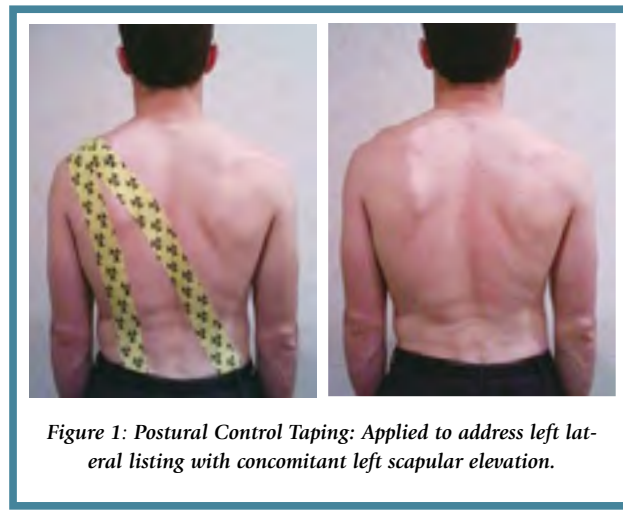 Figure 1: Postural Control Taping: Applied to address left lat-
eral listing with concomitant left scapular elevation.